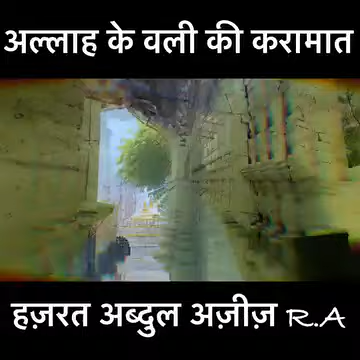 अल्लाह के वली की करामात
हज़रत अब्दुल अज़ीज़ R.A